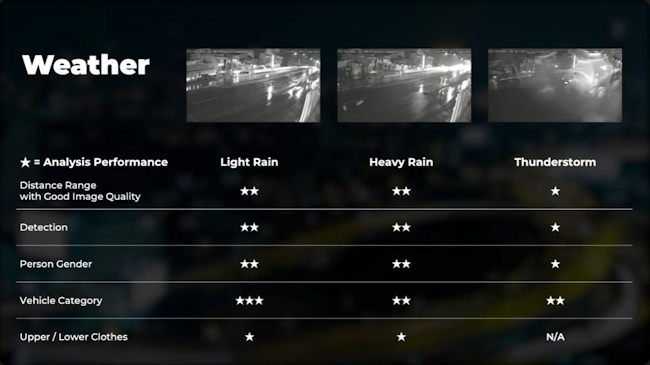 Weather
★ = Analysis Performance Light Rain Heavy Rain Thunderstorm
Distance Range
with Good Image Quality ★★ ★★ ★
Detection ★★ ★★ ★
Person Gender ★★ ★★ ★
Vehicle Category ★★★ ★★ ★★
Upper / Lower Clothes ★ ★ N/A